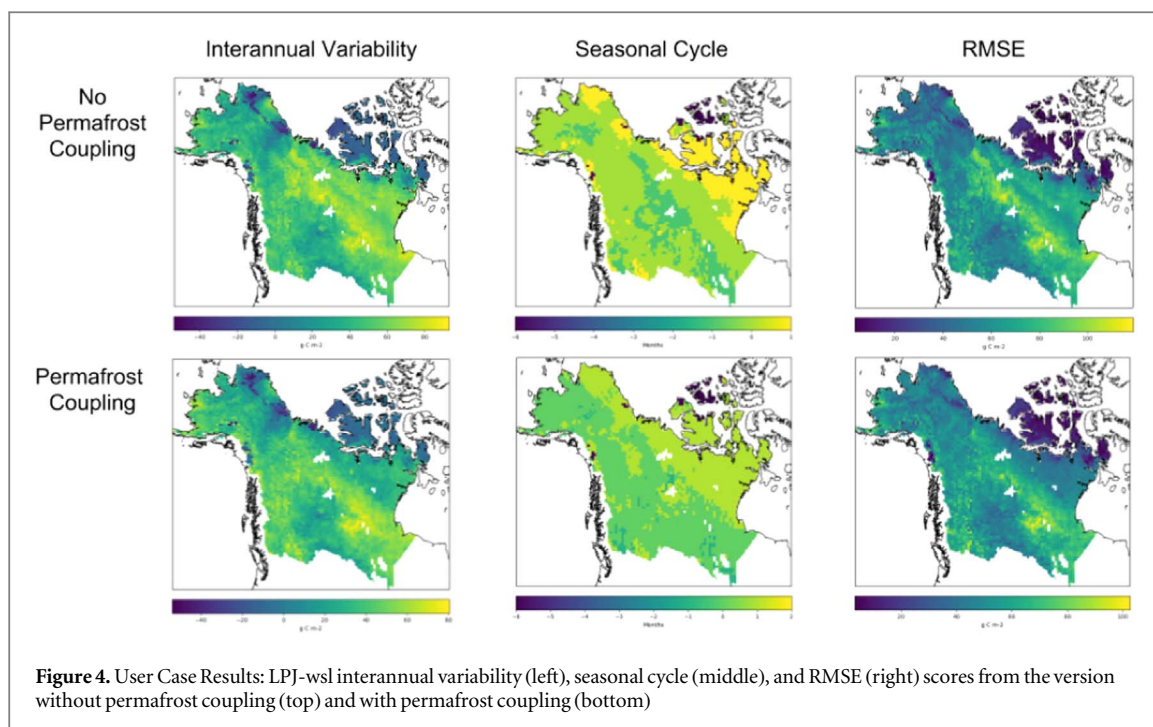 Interannual Variability
Seasonal Cycle
RMSE
No
Permafrost
Coupling
−40 −20 0 20 40 60 80
g C m-2
−6 −5 −4 −3 −2 −1 0 1
Months
20 40 60 80 100
g C m-2
Permafrost
Coupling
−40 −20 0 20 40 60 80
g C m-2
−6 −5 −4 −3 −2 −1 0 1 2
Months
20 40 60 80 100
g C m-2
Figure 4. User Case Results: LPJ-wsl interannual variability (left), seasonal cycle (middle), and RMSE (right) scores from the version
without permafrost coupling (top) and with permafrost coupling (bottom)